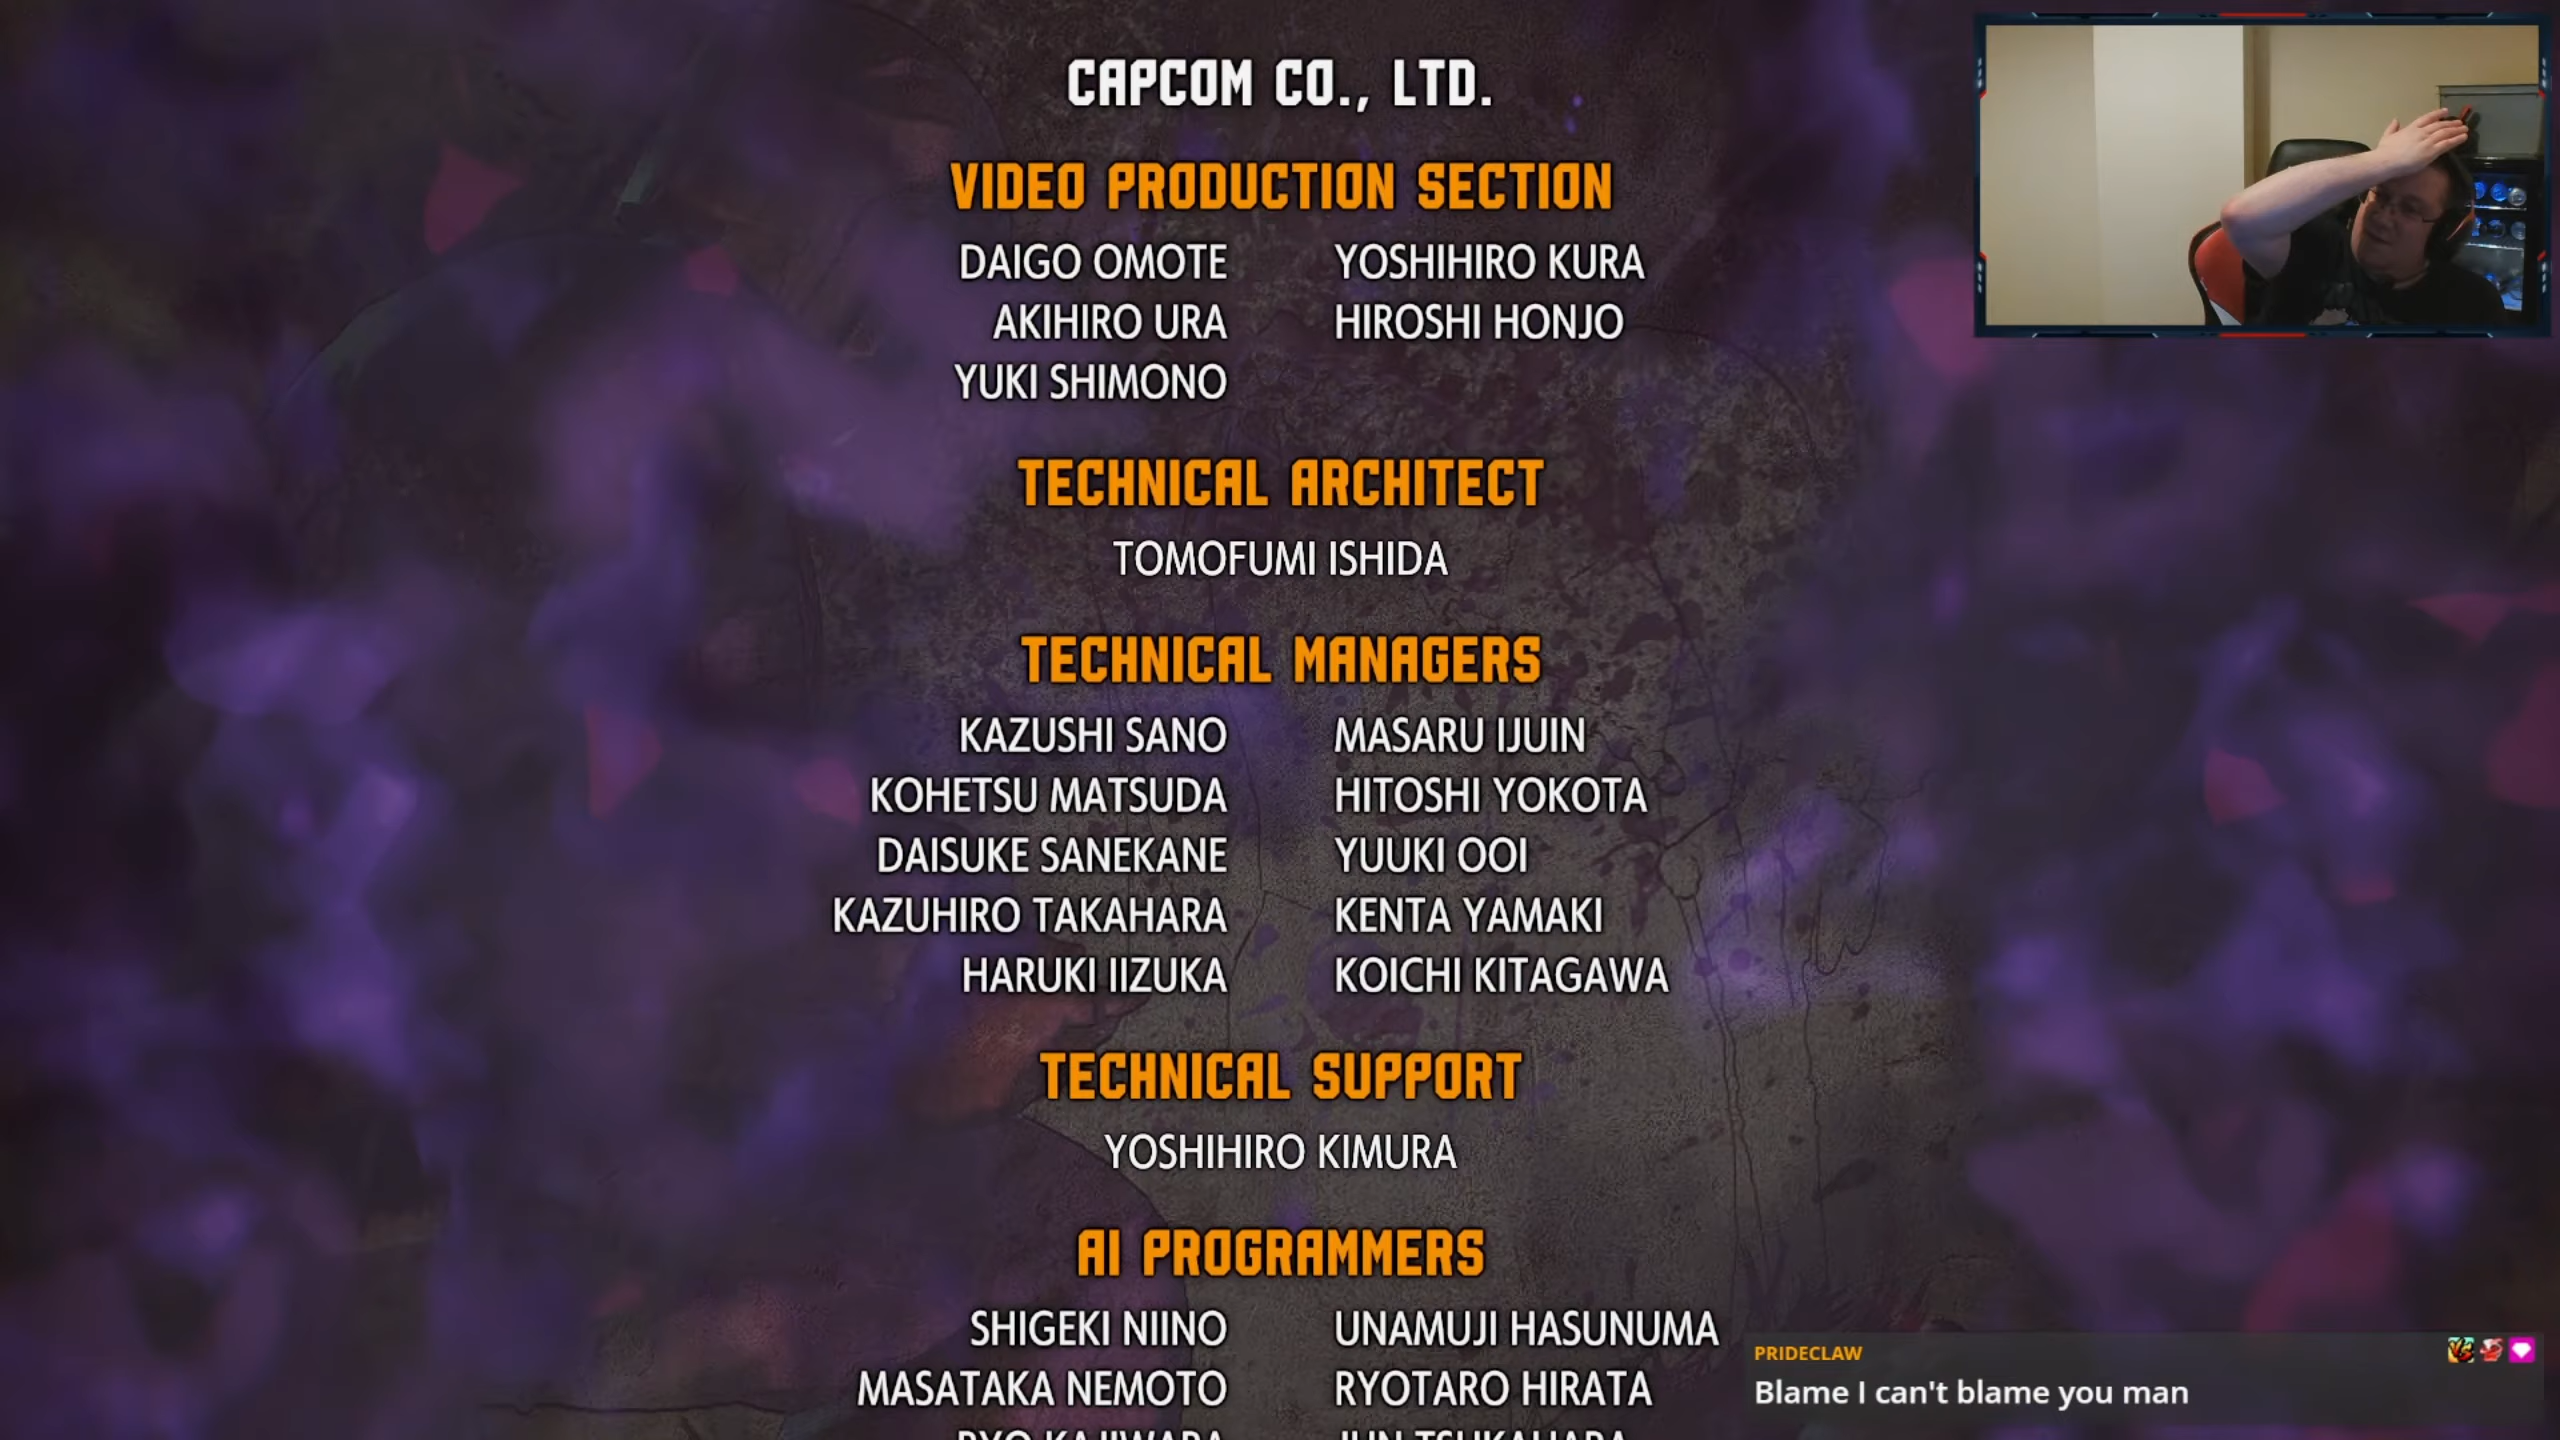 CAPCOM CO., LTD.
VIDEO PRODUCTION SECTION
DAIGO OMOTE YOSHIHIRO KURA
AKIHIRO URA HIROSHI HONJO
YUKI SHIMONO
TECHNICAL ARCHITECT
TOMOFUMI ISHIDA
TECHNICAL MANAGERS
KAZUSHI SANO MASARU IJUIN
KOHETSU MATSUDA HITOSHI YOKOTA
DAISUKE SANEKANE YUUKI OOI
KAZUHIRO TAKAHARA KENTA YAMAKI
HARUKI IIZUKA KOICHI KITAGAWA
TECHNICAL SUPPORT
YOSHIHIRO KIMURA
AI PROGRAMMERS
SHIGEKI NIINO UNAMUJI HASUNUMA
MASATAKA NEMOTO RYOTARO HIRATA
PRIDECLAW
Blame I can't blame you man